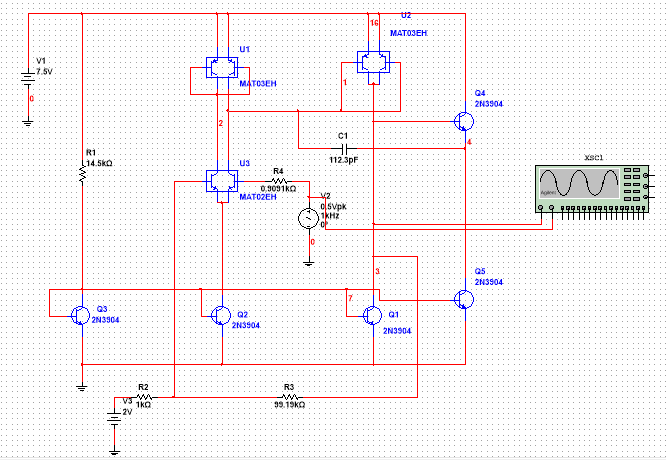 U2
16
MAT03EH
U1
V1
7.5V
MAT03EH
1
0
Q4
2N3904
2
C1
112.3pF
4
R1
14.5kΩ
XSC1
Agilent
U3
R4
0.9091kΩ
MAT02EH
V2
0.5Vpk
1kHz
0°
0
3
Q5
2N3904
7
Q3
2N3904
Q2
2N3904
Q1
2N3904
R2
1kΩ
R3
99.19kΩ
V3
2V